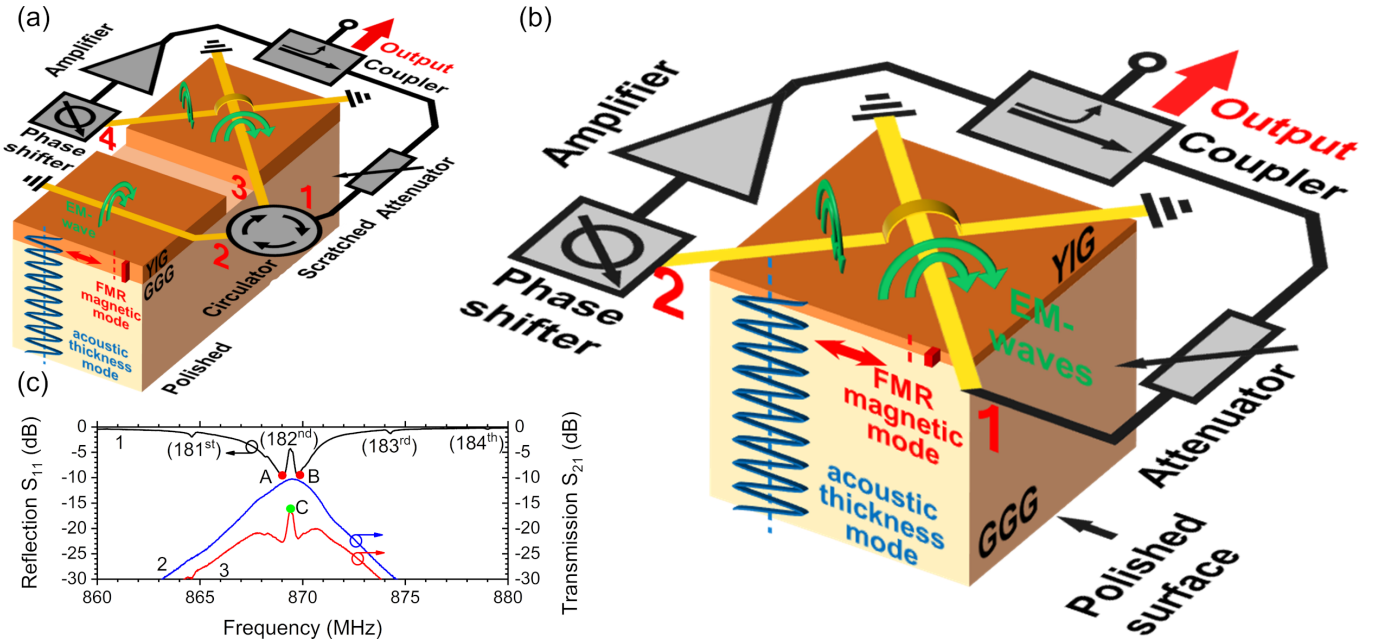 (a)
Amplifier
Output
Coupler
Phase
shifter
4
3
1
2
Attenuator
Scratched
Circulator
Polished
EM-
wave
YIG
GGG
FMR
magnetic
mode
acoustic
thickness
mode
(b)
Amplifier
Output
Coupler
Phase
shifter
2
YIG
EM-
waves
FMR
magnetic
mode
1
Attenuator
acoustic
thickness
mode
GGG
Polished
surface
(c)
Reflection S11 (dB)
0
-5
-10
-15
-20
-25
-30
1
(181st)
(182nd)
(183rd)
(184th)
A
B
C
2
3
0
-5
-10
-15
-20
-25
-30
Transmission S21 (dB)
860 865 870 875 880
Frequency (MHz)